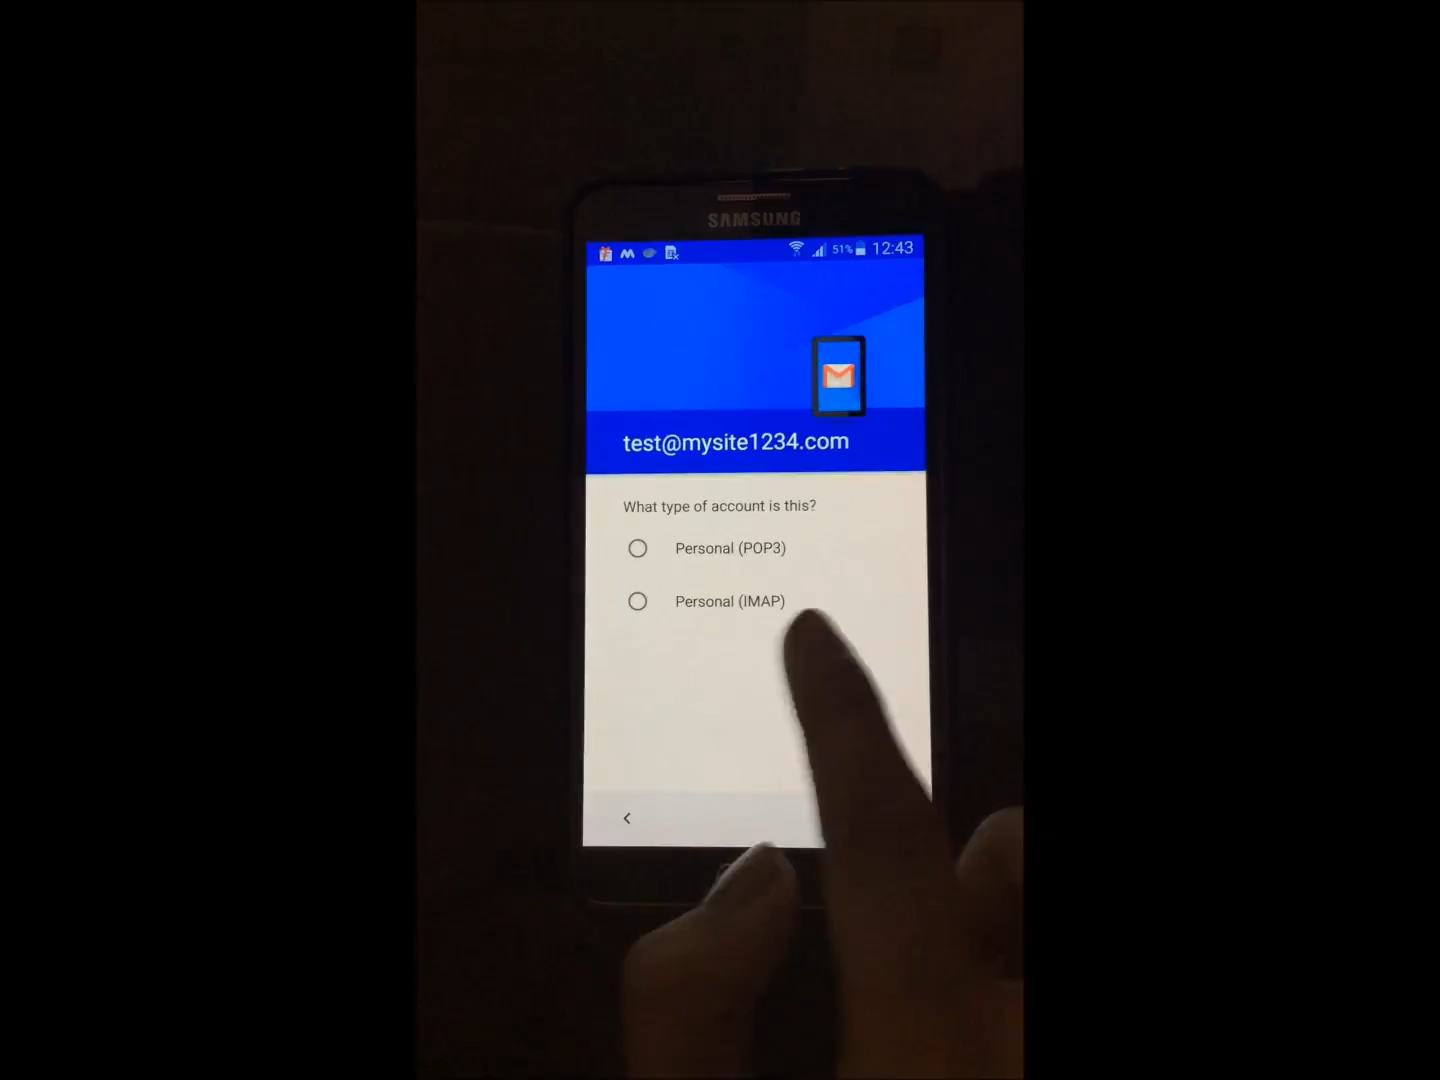 SAMSUNG
51% 12:43
test@mysite1234.com
What type of account is this?
Personal (POP3)
Personal (IMAP)